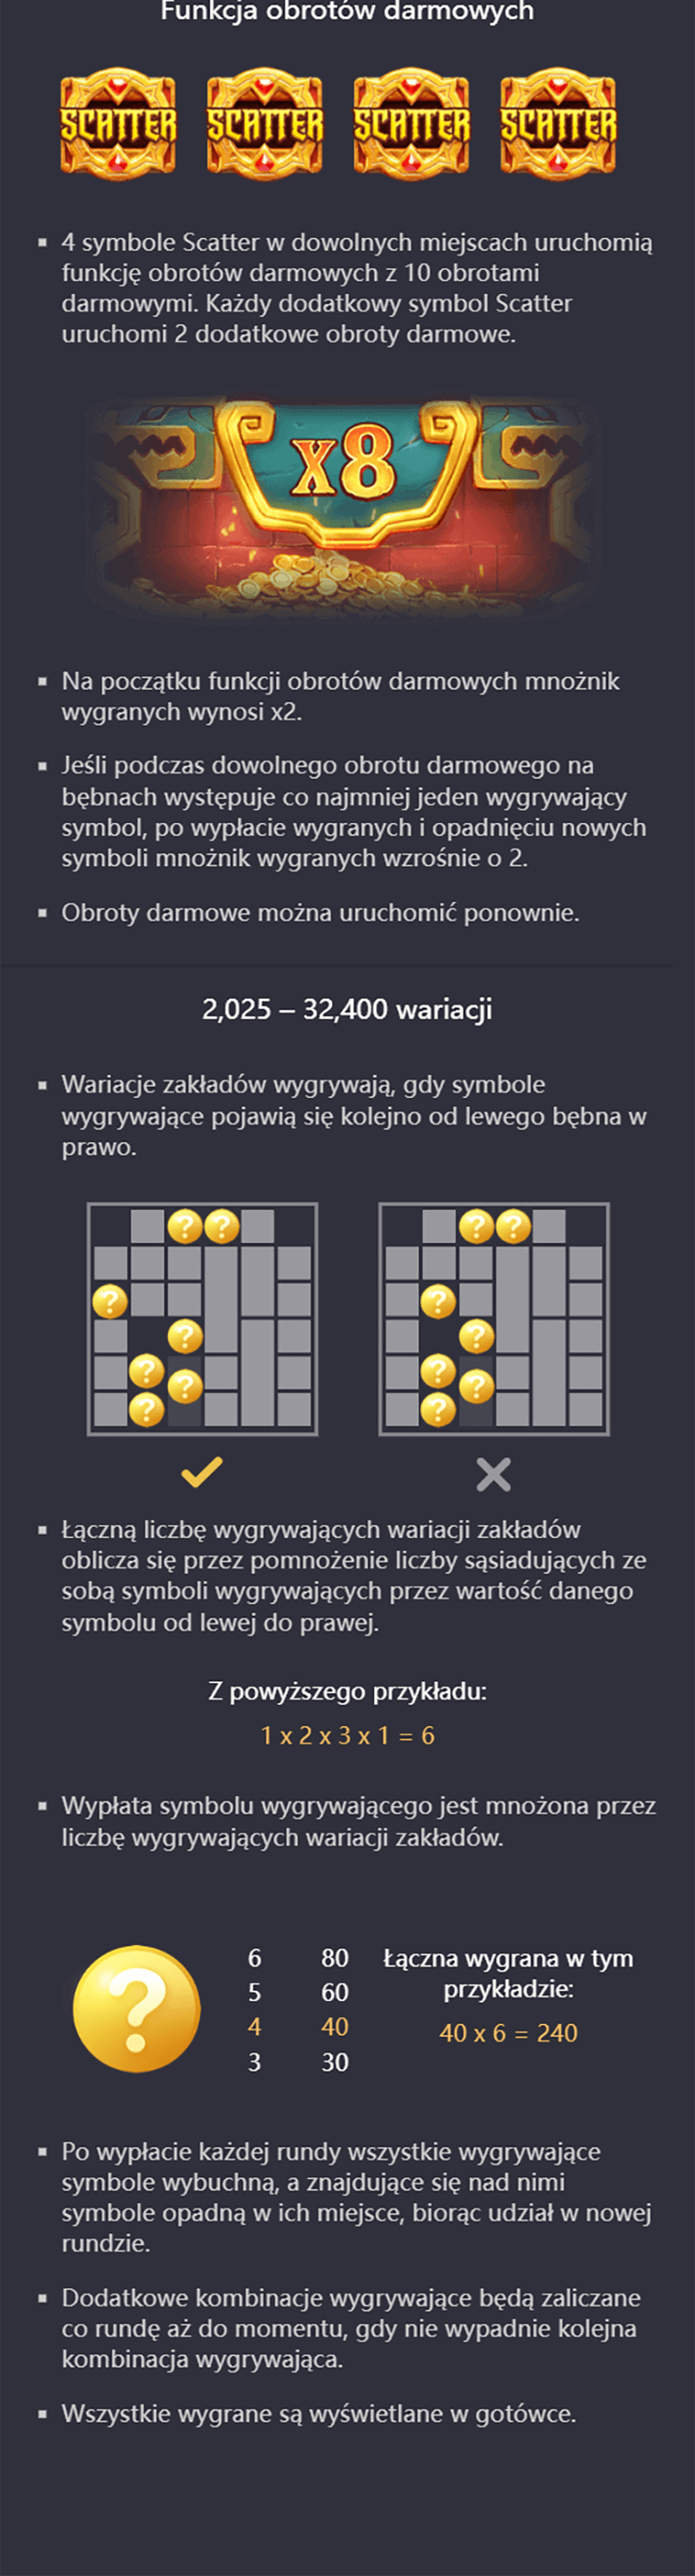 Funkcja obrotów darmowych
SCATTER SCATTER SCATTER SCATTER
▪ 4 symbole Scatter w dowolnych miejscach uruchomią
funkcję obrotów darmowych z 10 obrotami
darmowymi. Każdy dodatkowy symbol Scatter
uruchomi 2 dodatkowe obroty darmowe.
x8
▪ Na początku funkcji obrotów darmowych mnożnik
wygranych wynosi x2.
▪ Jeśli podczas dowolnego obrotu darmowego na
bębnach występuje co najmniej jeden wygrywający
symbol, po wypłacie wygranych i opadnięciu nowych
symboli mnożnik wygranych wzrośnie o 2.
▪ Obroty darmowe można uruchomić ponownie.
2,025 – 32,400 wariacji
▪ Wariacje zakładów wygrywają, gdy symbole
wygrywające pojawią się kolejno od lewego bębna w
prawo.
? ? ? ?
? ?
? ?
? ?
? ?
? ?
▪ Łączną liczbę wygrywających wariacji zakładów
oblicza się przez pomnożenie liczby sąsiadujących ze
sobą symboli wygrywających przez wartość danego
symbolu od lewej do prawej.
Z powyższego przykładu:
1 x 2 x 3 x 1 = 6
▪ Wypłata symbolu wygrywającego jest mnożona przez
liczbę wygrywających wariacji zakładów.
?
6 80 Łączna wygrana w tym
5 60 przykładzie:
4 40 40 x 6 = 240
3 30
▪ Po wypłacie każdej rundy wszystkie wygrywające
symbole wybuchną, a znajdujące się nad nimi
symbole opadną w ich miejsce, biorąc udział w nowej
rundzie.
▪ Dodatkowe kombinacje wygrywające będą zaliczane
co rundę aż do momentu, gdy nie wypadnie kolejna
kombinacja wygrywająca.
▪ Wszystkie wygrane są wyświetlane w gotówce.